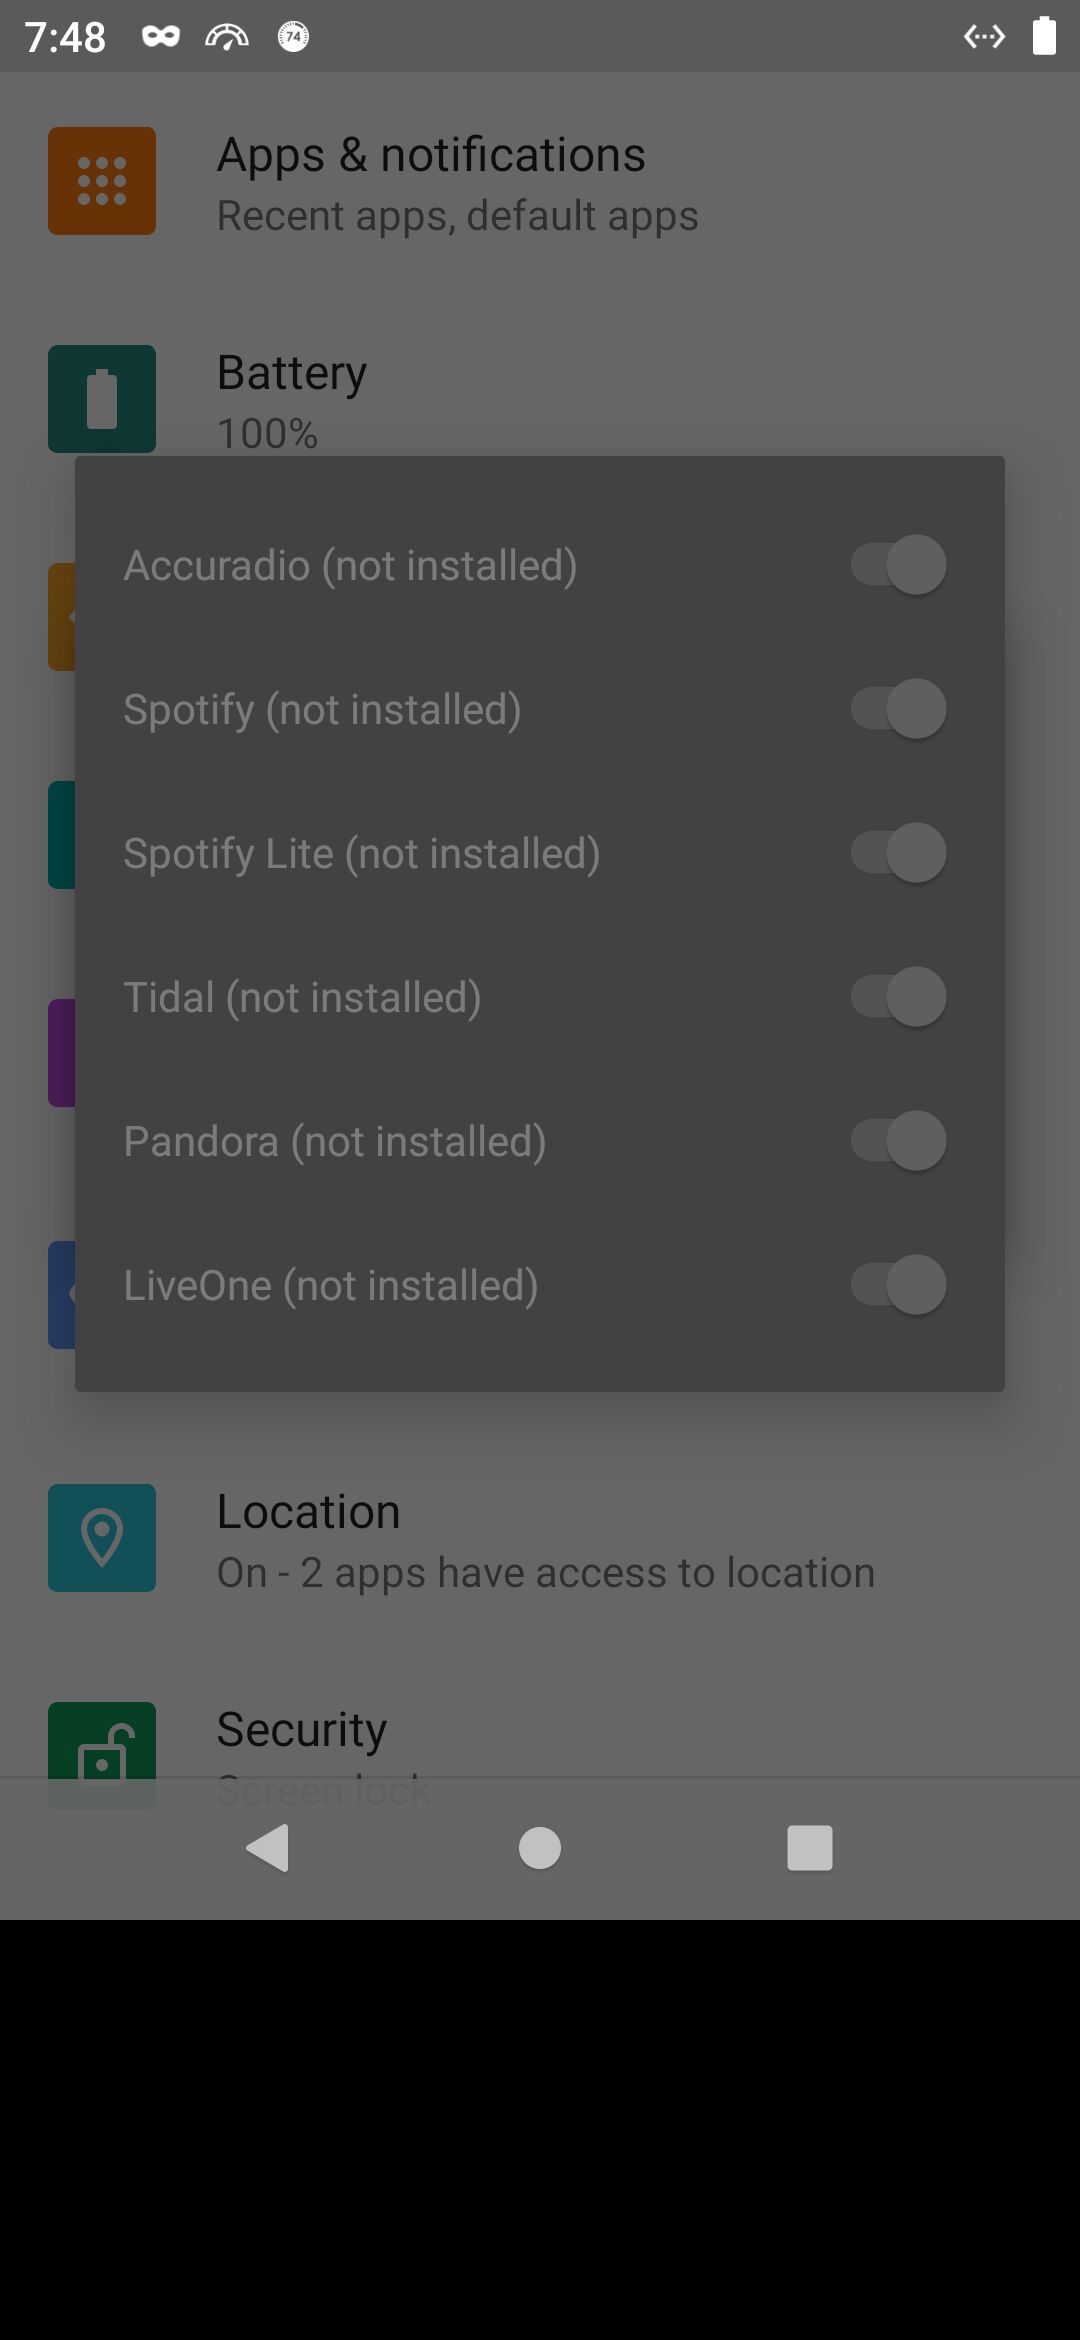 7:48
74
Apps & notifications
Recent apps, default apps
Battery
100%
Accuradio (not installed)
Spotify (not installed)
Spotify Lite (not installed)
Tidal (not installed)
Pandora (not installed)
LiveOne (not installed)
Location
On - 2 apps have access to location
Security
Screen lock